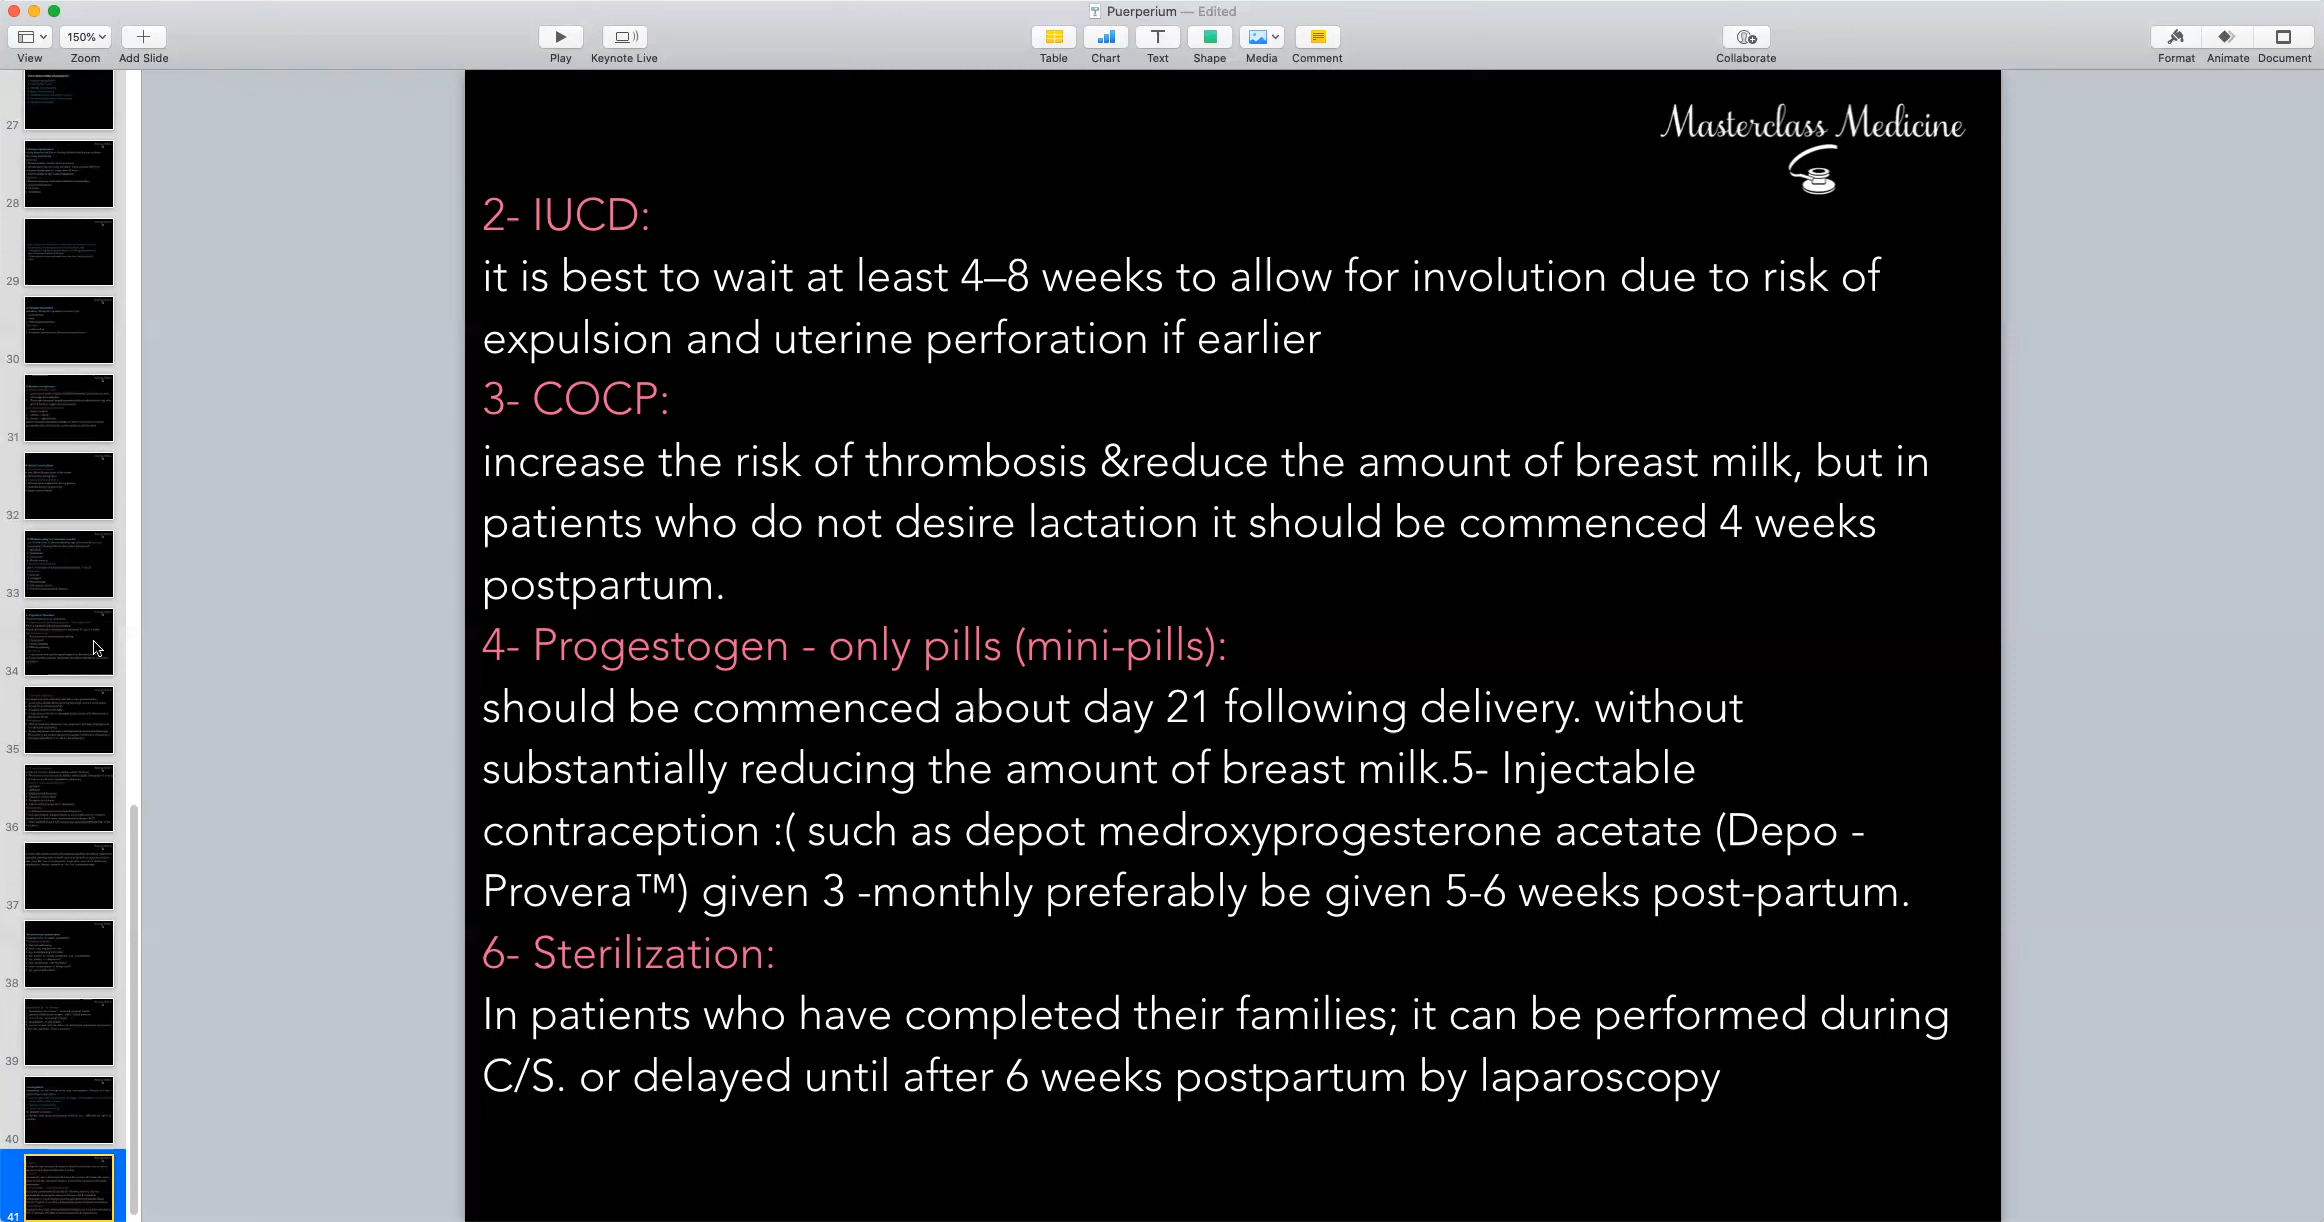 Puerperium — Edited
150%
View
Zoom
Add Slide
Play
Keynote Live
Table
Chart
Text
Shape
Media
Comment
Collaborate
Format
Animate
Document
27
28
29
30
31
32
33
34
35
36
37
38
39
40
41
Masterclass Medicine
2- IUCD:
it is best to wait at least 4–8 weeks to allow for involution due to risk of
expulsion and uterine perforation if earlier
3- COCP:
increase the risk of thrombosis &reduce the amount of breast milk, but in
patients who do not desire lactation it should be commenced 4 weeks
postpartum.
4- Progestogen - only pills (mini-pills):
should be commenced about day 21 following delivery. without
substantially reducing the amount of breast milk.5- Injectable
contraception :( such as depot medroxyprogesterone acetate (Depo -
Provera™) given 3 -monthly preferably be given 5-6 weeks post-partum.
6- Sterilization:
In patients who have completed their families; it can be performed during
C/S. or delayed until after 6 weeks postpartum by laparoscopy